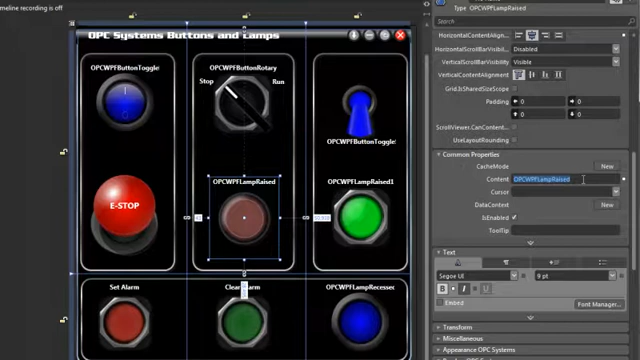 meline recording is off
OPC Systems Buttons and Lamps
OPCWPFButtonToggle
OPCWPFButtonRotary
Stop
Run
OPCWPFButtonToggle
OPCWPFLampRaised
OPCWPFLampRaised1
E-STOP
Set Alarm
Clear Alarm
OPCWPFLampRecessed
Type OPCWPFLampRaised
Search
HorizontalContentAlign...
HorizontalScrollBarVisibil...
Disabled
VerticalScrollBarVisibility
Visible
VerticalContentAlignment
Grid.IsSharedSizeScope
Padding
0
0
0
0
ScrollViewer.CanContent...
UseLayoutRounding
Common Properties
CacheMode
New
Content
OPCWPFLampRaised
Cursor
DataContext
New
IsEnabled
ToolTip
Text
Segoe UI
9 pt
B
I
U
Embed
Font Manager...
Transform
Miscellaneous
Appearance OPC Systems